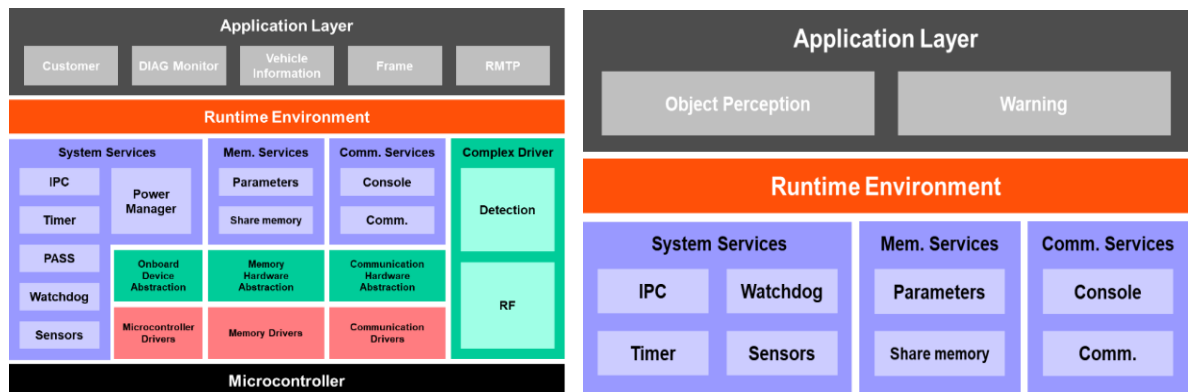 Application Layer
Customer
DIAG Monitor
Vehicle
Information
Frame
RMTP
Runtime Environment
System Services
IPC
Power
Manager
Timer
PASS
Watchdog
Sensors
Mem. Services
Parameters
Share memory
Comm. Services
Console
Comm.
Complex Driver
Detection
RF
Onboard
Device
Abstraction
Memory
Hardware
Abstraction
Communication
Hardware
Abstraction
Microcontroller
Drivers
Memory Drivers
Communication
Drivers
Microcontroller
Application Layer
Object Perception
Warning
Runtime Environment
System Services
IPC
Watchdog
Timer
Sensors
Mem. Services
Parameters
Share memory
Comm. Services
Console
Comm.